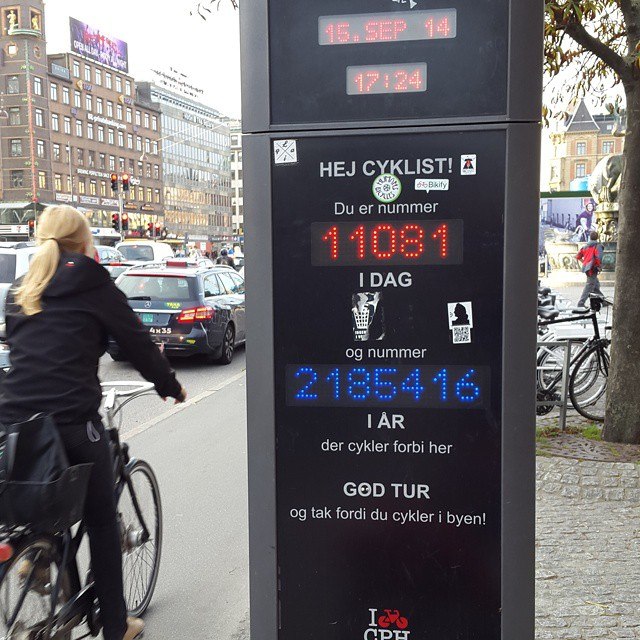 15.SEP 14
17:24
HEJ CYKLIST!
Bikify
Du er nummer
11081
I DAG
og nummer
2185416
I ÅR
der cykler forbi her
GOD TUR
og tak fordi du cykler i byen!
I
CPH